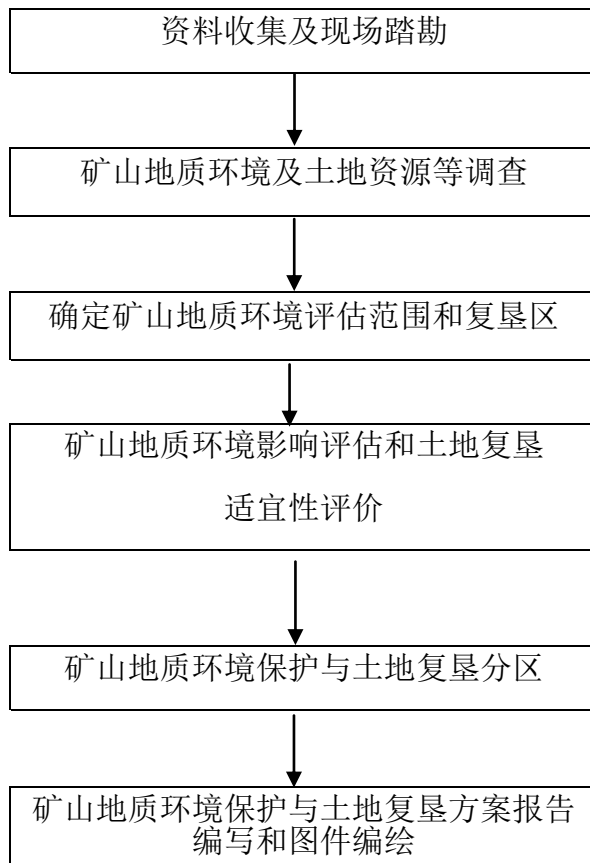 资料收集及现场踏勘
矿山地质环境及土地资源等调查
确定矿山地质环境评估范围和复垦区
矿山地质环境影响评估和土地复垦
适宜性评价
矿山地质环境保护与土地复垦分区
矿山地质环境保护与土地复垦方案报告
编写和图件编绘